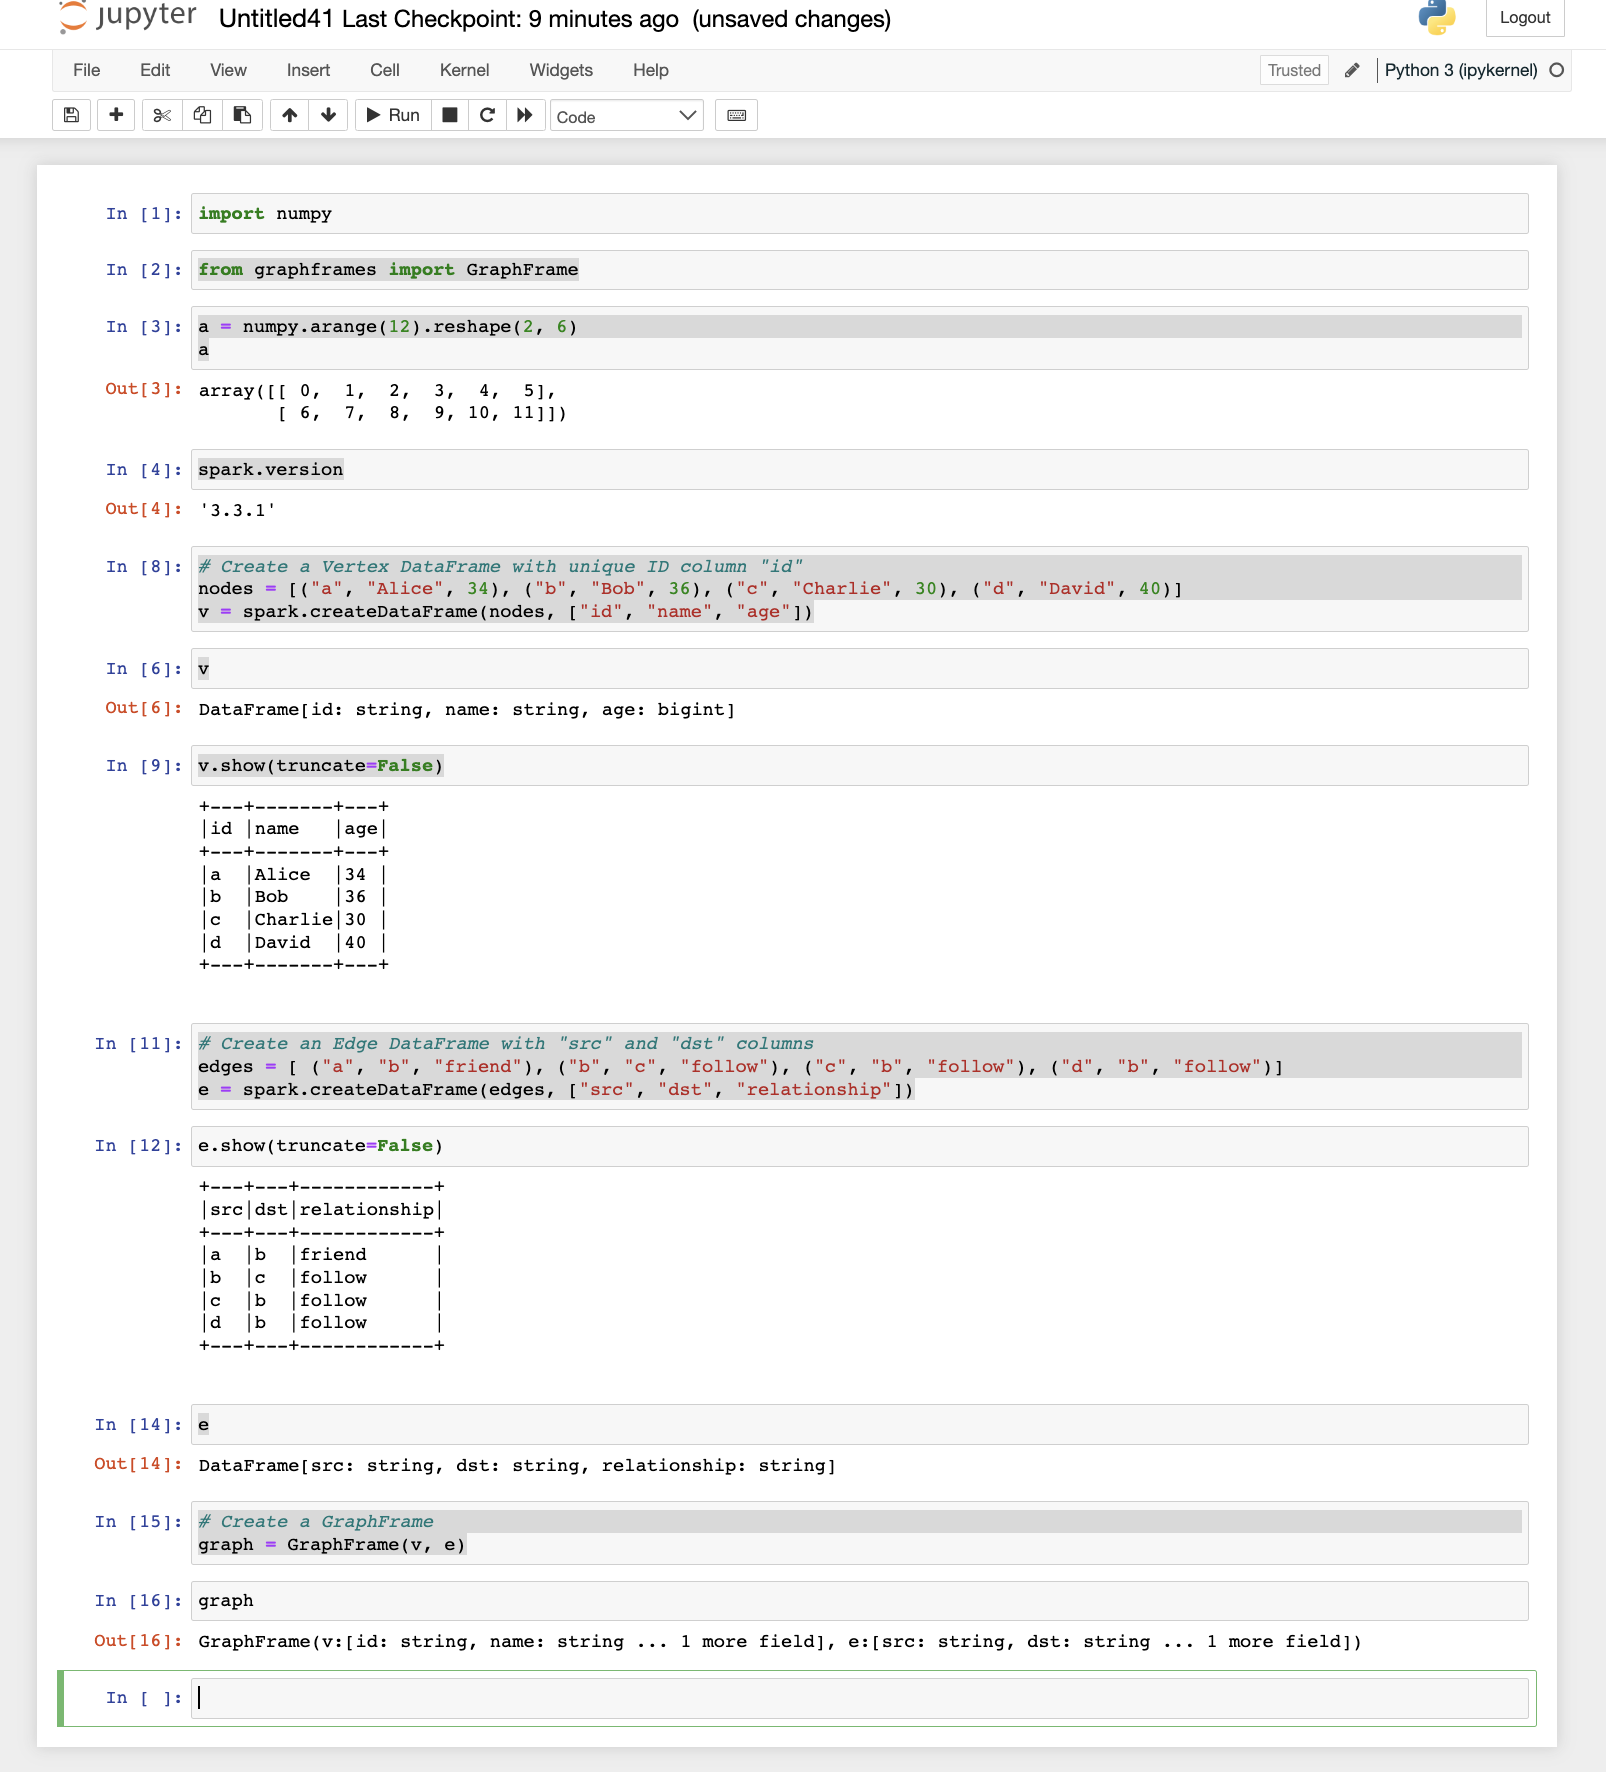 jupyter Untitled41 Last Checkpoint: 9 minutes ago (unsaved changes) Logout
File Edit View Insert Cell Kernel Widgets Help Trusted Python 3 (ipykernel)
Run Code
In [1]: import numpy
In [2]: from graphframes import GraphFrame
In [3]: a = numpy.arange(12).reshape(2, 6)
a
Out[3]: array([[ 0,  1,  2,  3,  4,  5],
       [ 6,  7,  8,  9, 10, 11]])
In [4]: spark.version
Out[4]: '3.3.1'
In [8]: # Create a Vertex DataFrame with unique ID column "id"
nodes = [("a", "Alice", 34), ("b", "Bob", 36), ("c", "Charlie", 30), ("d", "David", 40)]
v = spark.createDataFrame(nodes, ["id", "name", "age"])
In [6]: v
Out[6]: DataFrame[id: string, name: string, age: bigint]
In [9]: v.show(truncate=False)
+---+-------+---+
|id |name   |age|
+---+-------+---+
|a  |Alice  |34 |
|b  |Bob    |36 |
|c  |Charlie|30 |
|d  |David  |40 |
+---+-------+---+
In [11]: # Create an Edge DataFrame with "src" and "dst" columns
edges = [ ("a", "b", "friend"), ("b", "c", "follow"), ("c", "b", "follow"), ("d", "b", "follow")]
e = spark.createDataFrame(edges, ["src", "dst", "relationship"])
In [12]: e.show(truncate=False)
+---+---+------------+
|src|dst|relationship|
+---+---+------------+
|a  |b  |friend      |
|b  |c  |follow      |
|c  |b  |follow      |
|d  |b  |follow      |
+---+---+------------+
In [14]: e
Out[14]: DataFrame[src: string, dst: string, relationship: string]
In [15]: # Create a GraphFrame
graph = GraphFrame(v, e)
In [16]: graph
Out[16]: GraphFrame(v:[id: string, name: string ... 1 more field], e:[src: string, dst: string ... 1 more field])
In [ ]: